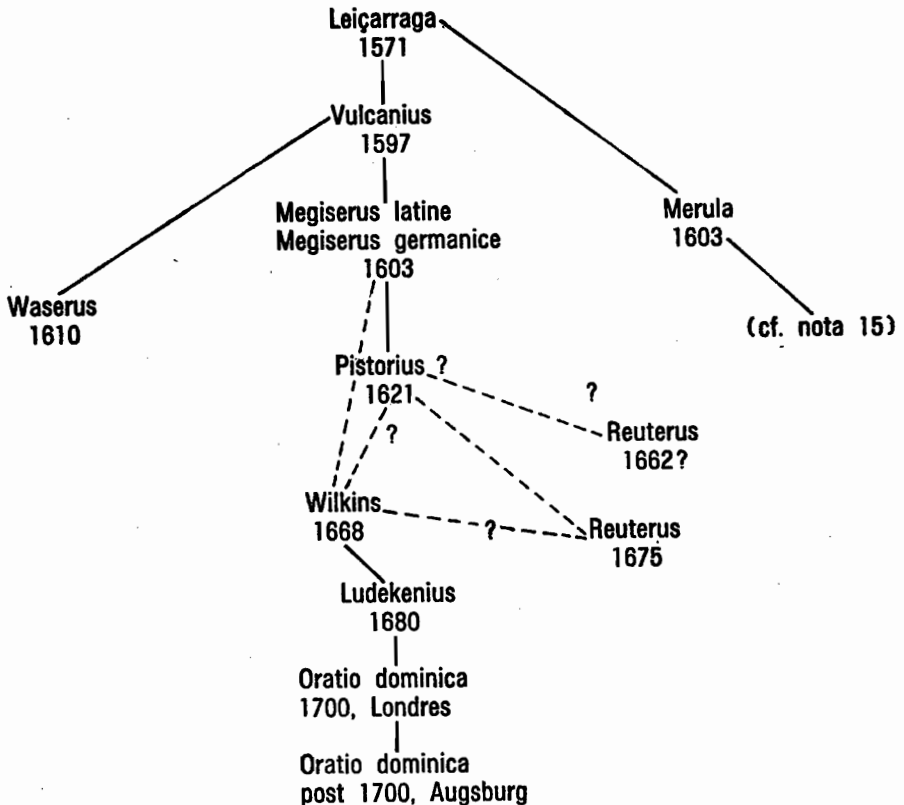 Leiçarraga
1571
Vulcanius
1597
Megiserus latine
Megiserus germanice
1603
Merula
1603
Waserus
1610
(cf. nota 15)
Pistorius ?
1621
?
Reuterus
1662?
?
Wilkins
1668
?
Reuterus
1675
Ludekenius
1680
Oratio dominica
1700, Londres
Oratio dominica
post 1700, Augsburg